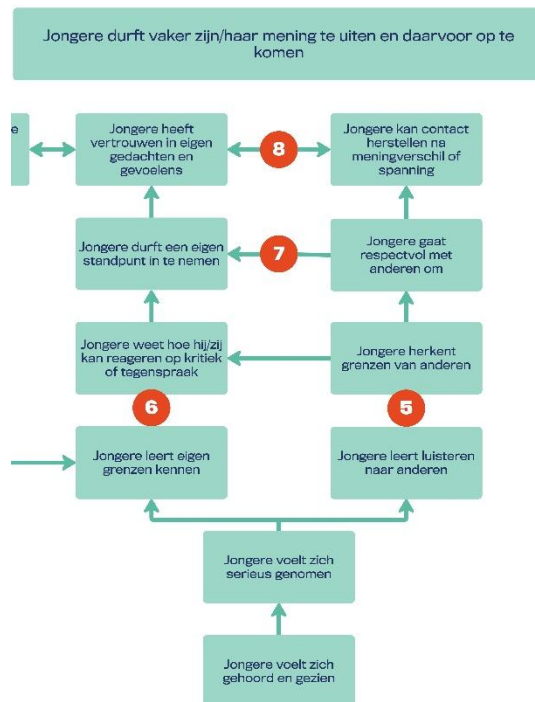 Jongere durft vaker zijn/haar mening te uiten en daarvoor op te
komen
e
Jongere heeft
vertrouwen in eigen
gedachten en
gevoelens
8
Jongere kan contact
herstellen na
meningverschil of
spanning
Jongere durft een eigen
standpunt in te nemen
7
Jongere gaat
respectvol met
anderen om
Jongere weet hoe hij/zij
kan reageren op kritiek
of tegenspraak
Jongere herkent
grenzen van anderen
6
5
Jongere leert eigen
grenzen kennen
Jongere leert luisteren
naar anderen
Jongere voelt zich
serieus genomen
Jongere voelt zich
gehoord en gezien